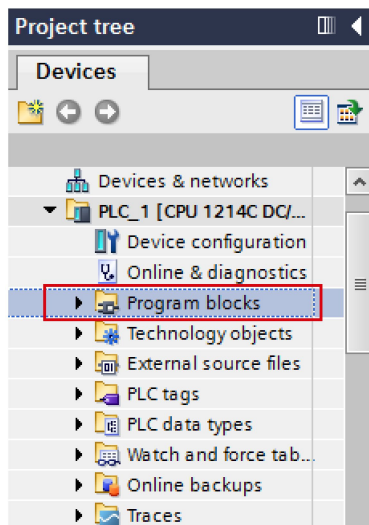 Project tree
Devices
Devices & networks
PLC_1 [CPU 1214C DC/...
Device configuration
Online & diagnostics
Program blocks
Technology objects
External source files
PLC tags
PLC data types
Watch and force tab...
Online backups
Traces